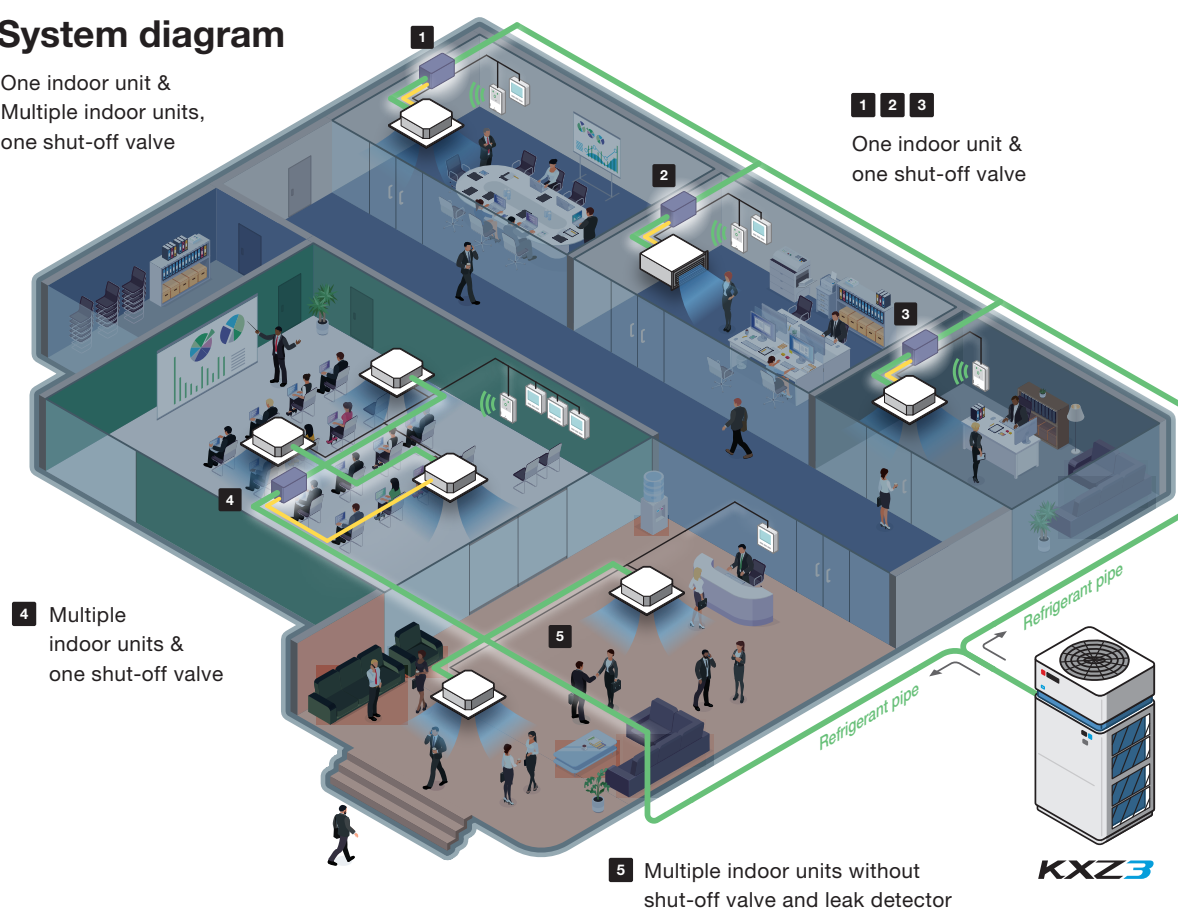 System diagram
One indoor unit &
Multiple indoor units,
one shut-off valve
1
1 2 3
One indoor unit &
one shut-off valve
2
3
4
4 Multiple
indoor units &
one shut-off valve
5
Refrigerant pipe
Refrigerant pipe
KXZ3
5 Multiple indoor units without
shut-off valve and leak detector